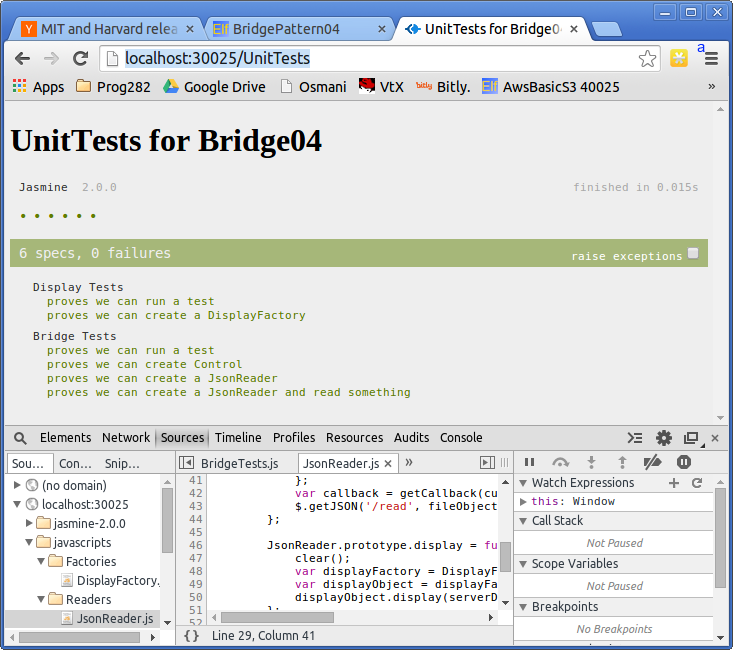 MIT and Harvard relea
BridgePattern04
UnitTests for Bridge04
localhost:30025/UnitTests
a
Apps
Prog282
Google Drive
Osmani
VtX
bitly
Bitly.
AwsBasicS3 40025
»
UnitTests for Bridge04
Jasmine 2.0.0
finished in 0.015s
• • • • • •
6 specs, 0 failures
raise exceptions
Display Tests
proves we can run a test
proves we can create a DisplayFactory
Bridge Tests
proves we can run a test
proves we can create Control
proves we can create a JsonReader
proves we can create a JsonReader and read something
Elements Network Sources Timeline Profiles Resources Audits Console
Sou... Con... Snip...
BridgeTests.js
JsonReader.js ×
»
(no domain)
localhost:30025
jasmine-2.0.0
javascripts
Factories
DisplayFactory.
Readers
JsonReader.js
41 };
42 var callback = getCallback(cu
43 $.getJSON('/read', fileObject
44 };
45
46 JsonReader.prototype.display = fu
47 clear();
48 var displayFactory = DisplayF
49 var displayObject = displayFa
50 displayObject.display(serverD
51 };
52
{} Line 29, Column 41
Watch Expressions
this: Window
Call Stack
Not Paused
Scope Variables
Not Paused
Breakpoints
No Breakpoints